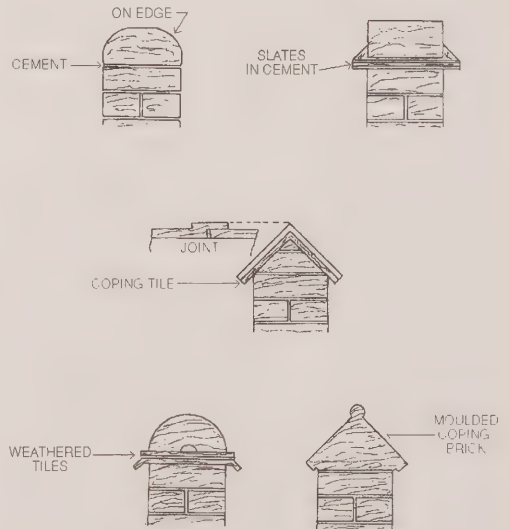 ON EDGE
CEMENT
SLATES
IN CEMENT
JOINT
COPING TILE
WEATHERED
TILES
MOULDED
COPING
BRICK